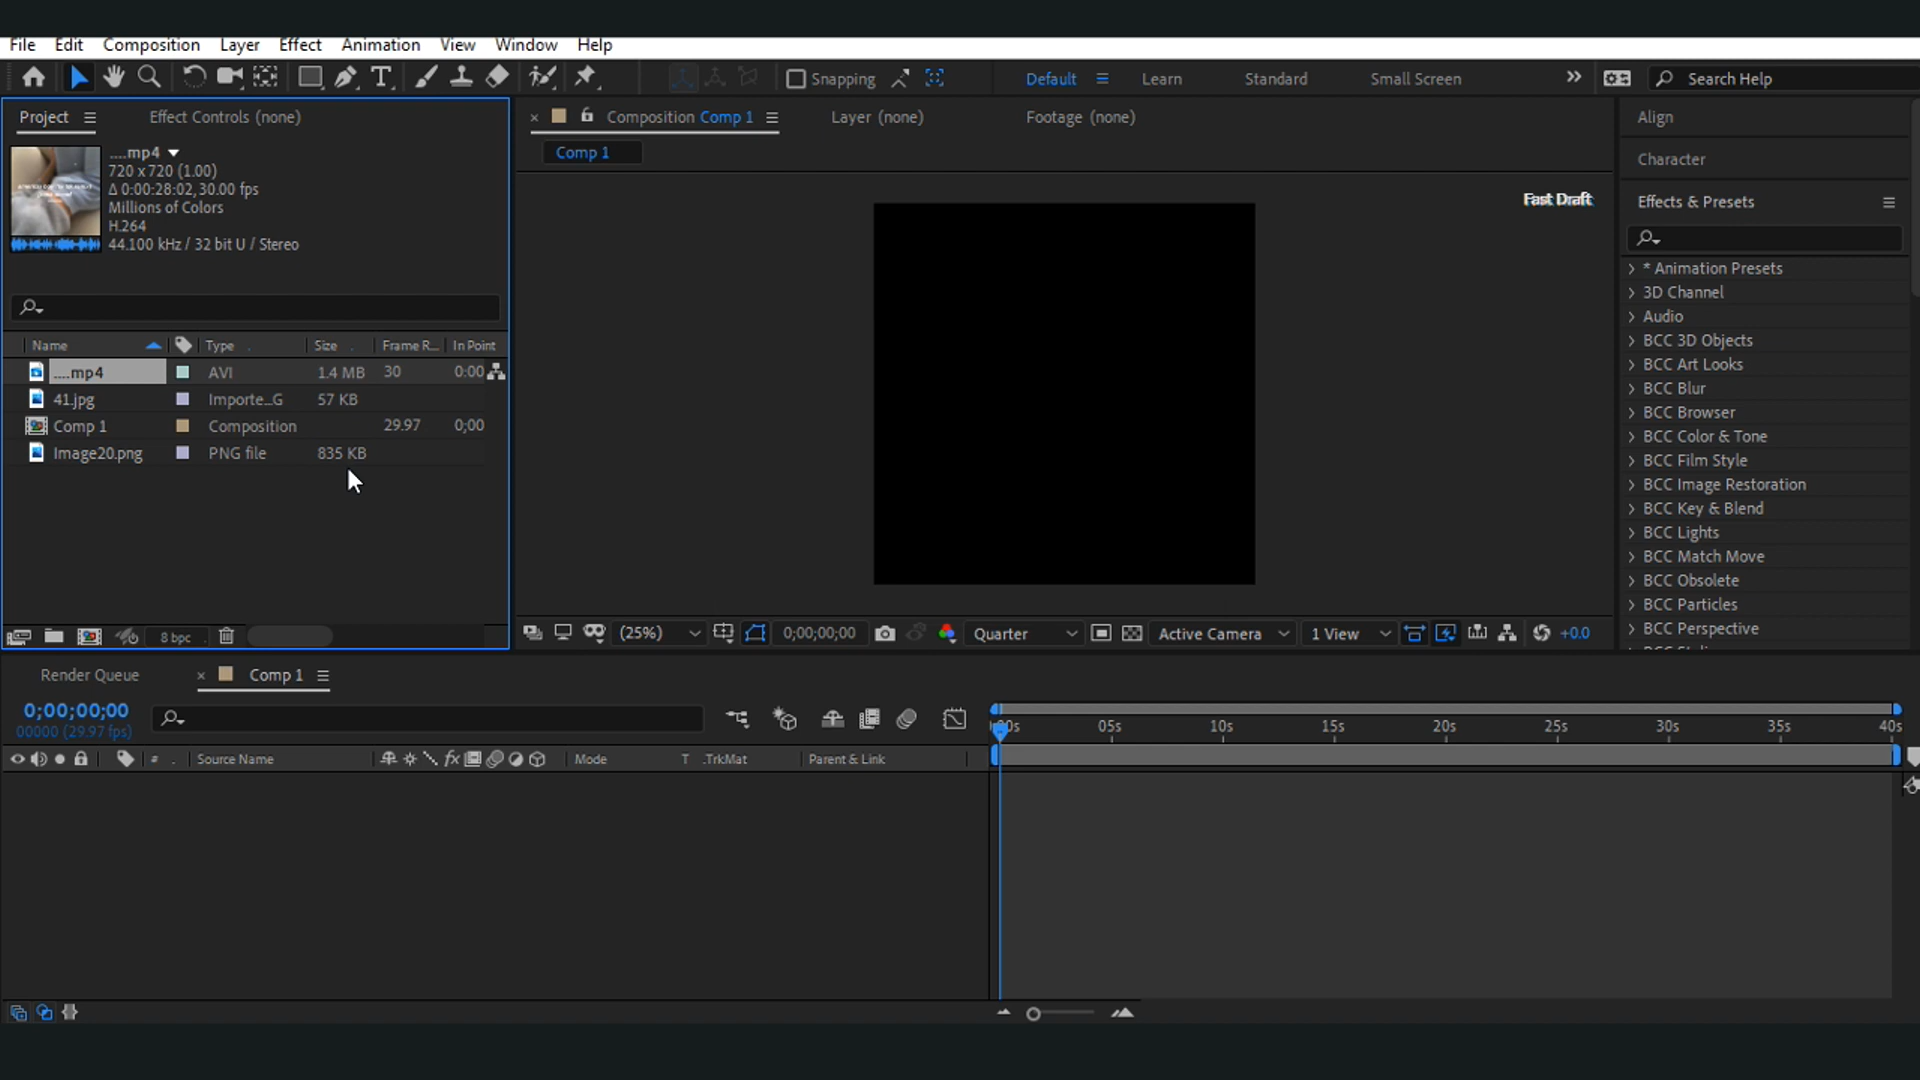 File Edit Composition Layer Effect Animation View Window Help
Snapping Default Learn Standard Small Screen Search Help
Project Effect Controls (none)
....mp4
720 x 720 (1.00)
Δ 0:00:28:02, 30.00 fps
Millions of Colors
H.264
44.100 kHz / 32 bit U / Stereo
Name Type Size Frame R... In Point
....mp4 AVI 1.4 MB 30 0:00
41.jpg Importe...G 57 KB
Comp 1 Composition 29.97 0;00
Image20.png PNG file 835 KB
8 bpc
Composition Comp 1 Layer (none) Footage (none)
Comp 1
Fast Draft
(25%) 0;00;00;00 Quarter Active Camera 1 View +0.0
Align
Character
Effects & Presets
* Animation Presets
3D Channel
Audio
BCC 3D Objects
BCC Art Looks
BCC Blur
BCC Browser
BCC Color & Tone
BCC Film Style
BCC Image Restoration
BCC Key & Blend
BCC Lights
BCC Match Move
BCC Obsolete
BCC Particles
BCC Perspective
Render Queue Comp 1
0;00;00;00
00000 (29.97 fps)
# Source Name fx Mode T .TrkMat Parent & Link
00s 05s 10s 15s 20s 25s 30s 35s 40s